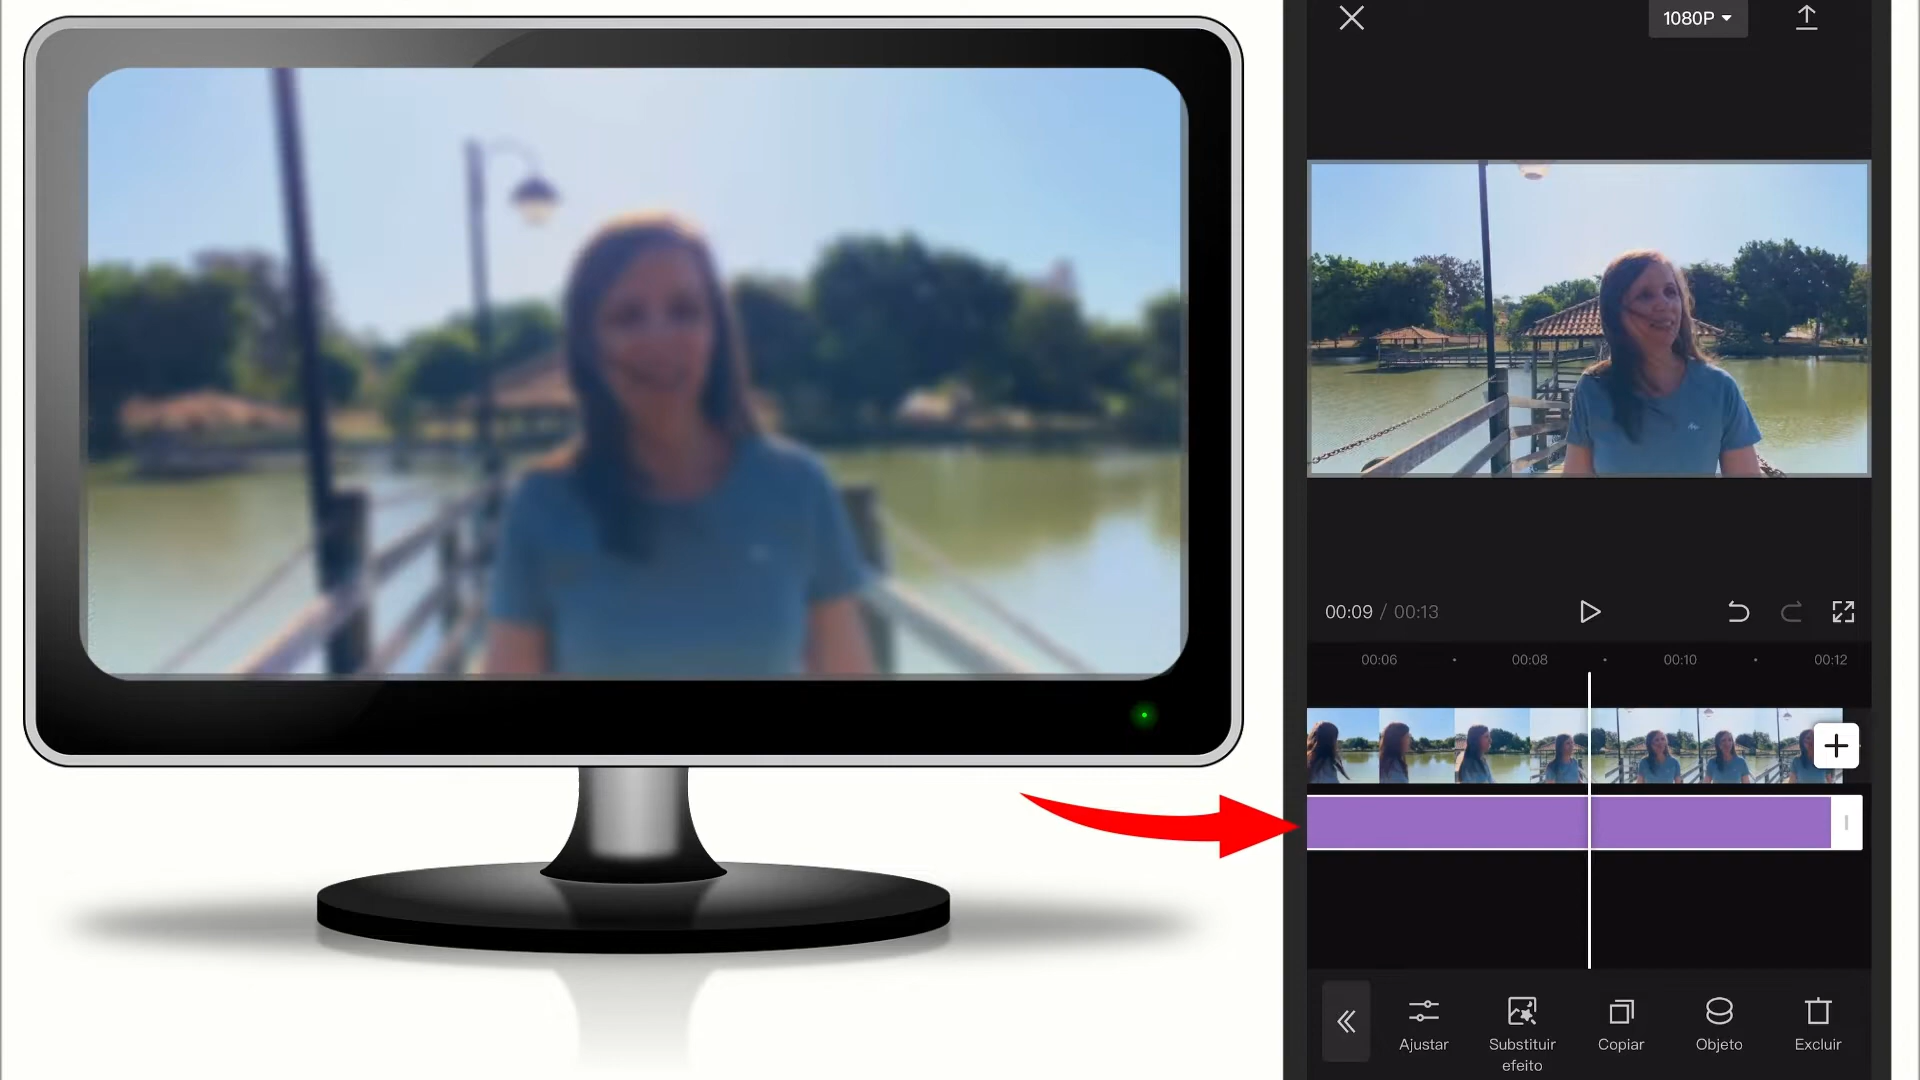 1080P
00:09 / 00:13
00:06 00:08 00:10 00:12
Ajustar
Substituir
efeito
Copiar
Objeto
Excluir